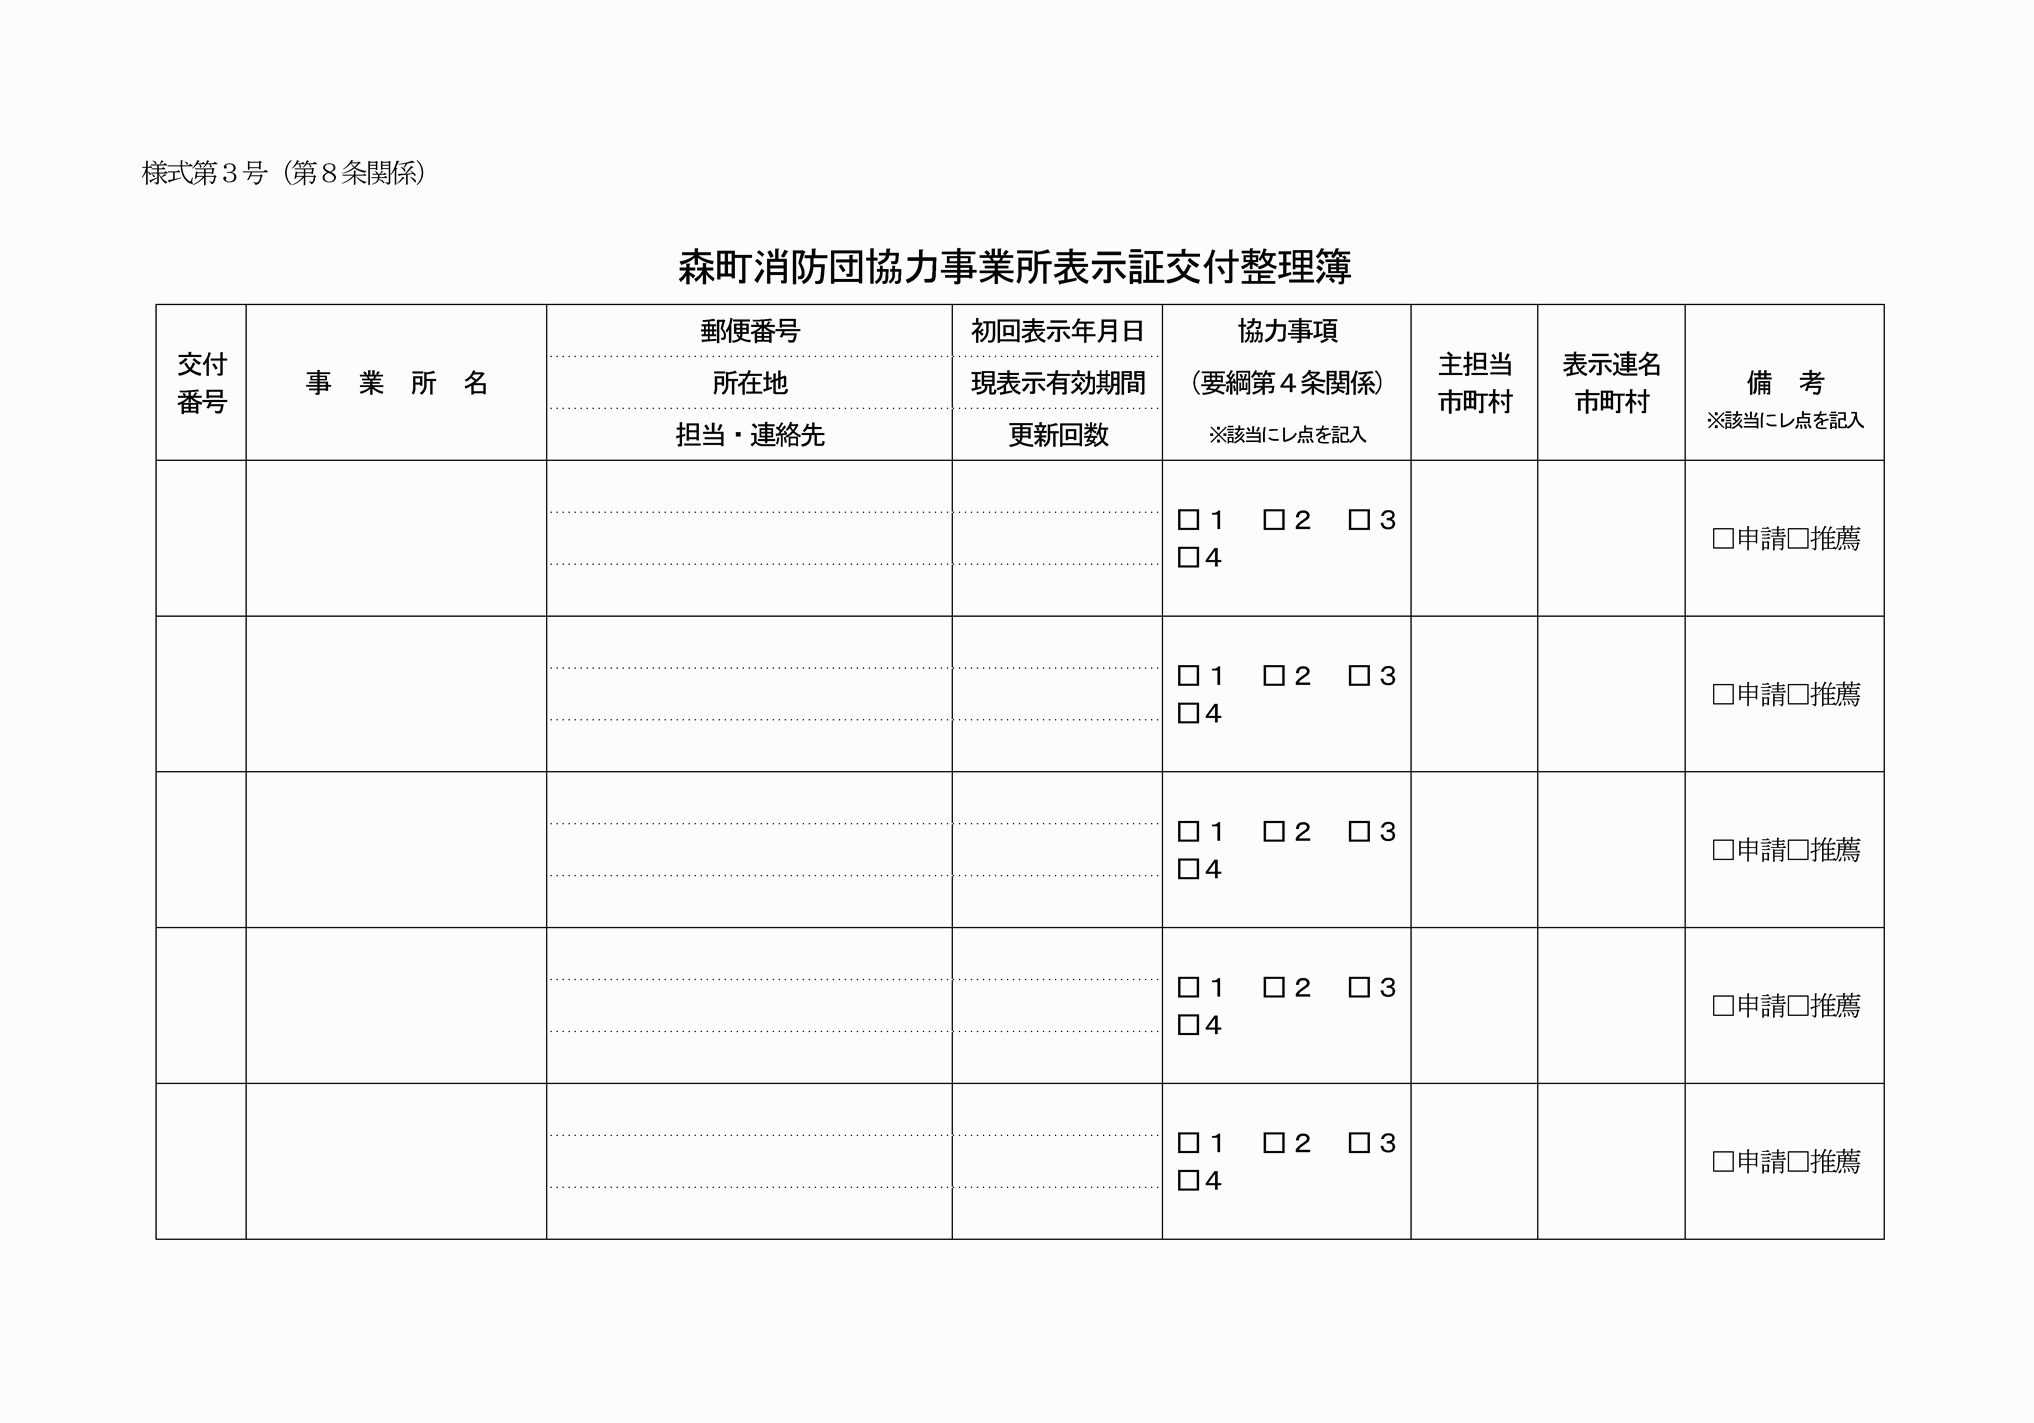 様式第３号（第８条関係）
森町消防団協力事業所表示証交付整理簿
交付
番号
事　業　所　名
郵便番号
所在地
担当・連絡先
初回表示年月日
現表示有効期間
更新回数
協力事項
（要綱第４条関係）
※該当にレ点を記入
主担当
市町村
表示連名
市町村
備　考
※該当にレ点を記入
□ 1　□ 2　□ 3
□4
□申請□推薦
□ 1　□ 2　□ 3
□4
□申請□推薦
□ 1　□ 2　□ 3
□4
□申請□推薦
□ 1　□ 2　□ 3
□4
□申請□推薦
□ 1　□ 2　□ 3
□4
□申請□推薦